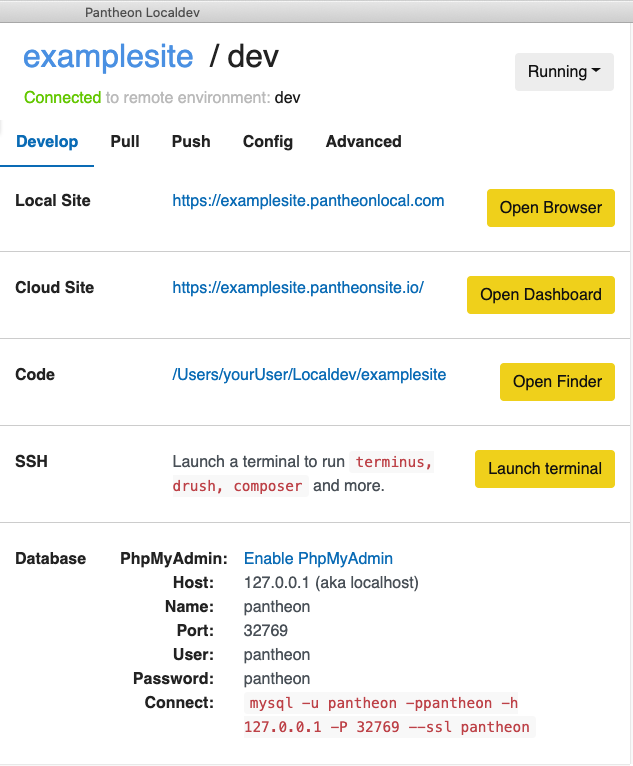 Pantheon Localdev
examplesite / dev
Running
Connected to remote environment: dev
Develop Pull Push Config Advanced
Local Site https://examplesite.pantheonlocal.com Open Browser
Cloud Site https://examplesite.pantheonsite.io/ Open Dashboard
Code /Users/yourUser/Localdev/examplesite Open Finder
SSH Launch a terminal to run terminus, Launch terminal
drush, composer and more.
Database PhpMyAdmin: Enable PhpMyAdmin
Host: 127.0.0.1 (aka localhost)
Name: pantheon
Port: 32769
User: pantheon
Password: pantheon
Connect: mysql -u pantheon -ppantheon -h
127.0.0.1 -P 32769 --ssl pantheon